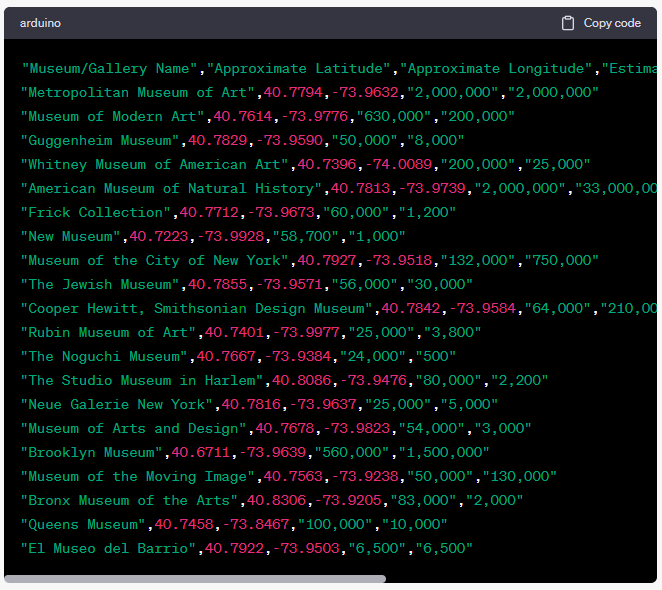 arduino
Copy code
"Museum/Gallery Name","Approximate Latitude","Approximate Longitude","Estima
"Metropolitan Museum of Art",40.7794,-73.9632,"2,000,000","2,000,000"
"Museum of Modern Art",40.7614,-73.9776,"630,000","200,000"
"Guggenheim Museum",40.7829,-73.9590,"50,000","8,000"
"Whitney Museum of American Art",40.7396,-74.0089,"200,000","25,000"
"American Museum of Natural History",40.7813,-73.9739,"2,000,000","33,000,00
"Frick Collection",40.7712,-73.9673,"60,000","1,200"
"New Museum",40.7223,-73.9928,"58,700","1,000"
"Museum of the City of New York",40.7927,-73.9518,"132,000","750,000"
"The Jewish Museum",40.7855,-73.9571,"56,000","30,000"
"Cooper Hewitt, Smithsonian Design Museum",40.7842,-73.9584,"64,000","210,00
"Rubin Museum of Art",40.7401,-73.9977,"25,000","3,800"
"The Noguchi Museum",40.7667,-73.9384,"24,000","500"
"The Studio Museum in Harlem",40.8086,-73.9476,"80,000","2,200"
"Neue Galerie New York",40.7816,-73.9637,"25,000","5,000"
"Museum of Arts and Design",40.7678,-73.9823,"54,000","3,000"
"Brooklyn Museum",40.6711,-73.9639,"560,000","1,500,000"
"Museum of the Moving Image",40.7563,-73.9238,"50,000","130,000"
"Bronx Museum of the Arts",40.8306,-73.9205,"83,000","2,000"
"Queens Museum",40.7458,-73.8467,"100,000","10,000"
"El Museo del Barrio",40.7922,-73.9503,"6,500","6,500"